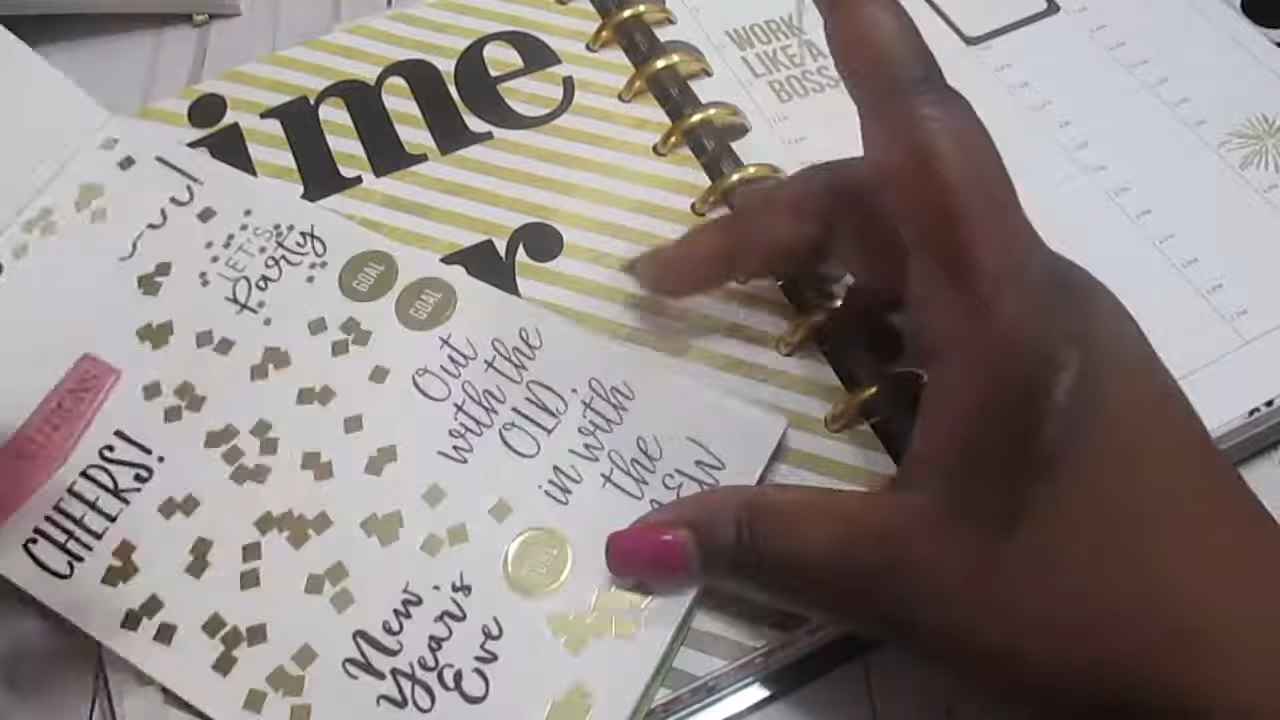 ime
r
WORK
LIKE A
BOSS
LET'S
Party
GOAL
GOAL
Out
with the
OLD,
in with
the
CHEERS!
New
Year's
Eve